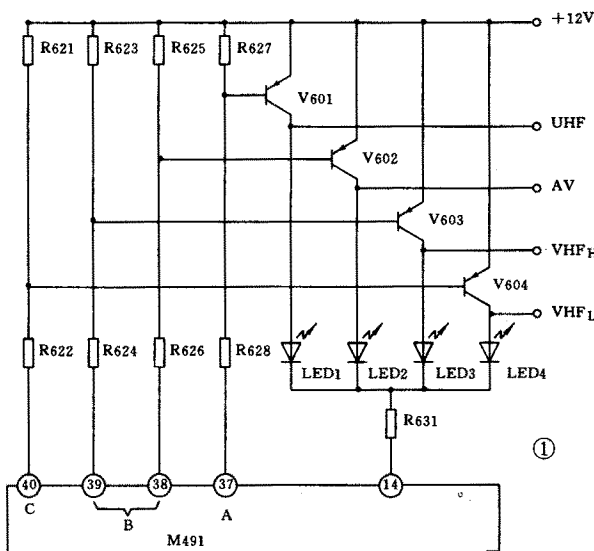 +12V
R621 R623 R625 R627
V601
UHF
V602
AV
V603
VHFH
V604
VHFL
R622 R624 R626 R628
LED1 LED2 LED3 LED4
R631
①
40 39 38 37 14
C B A
M491